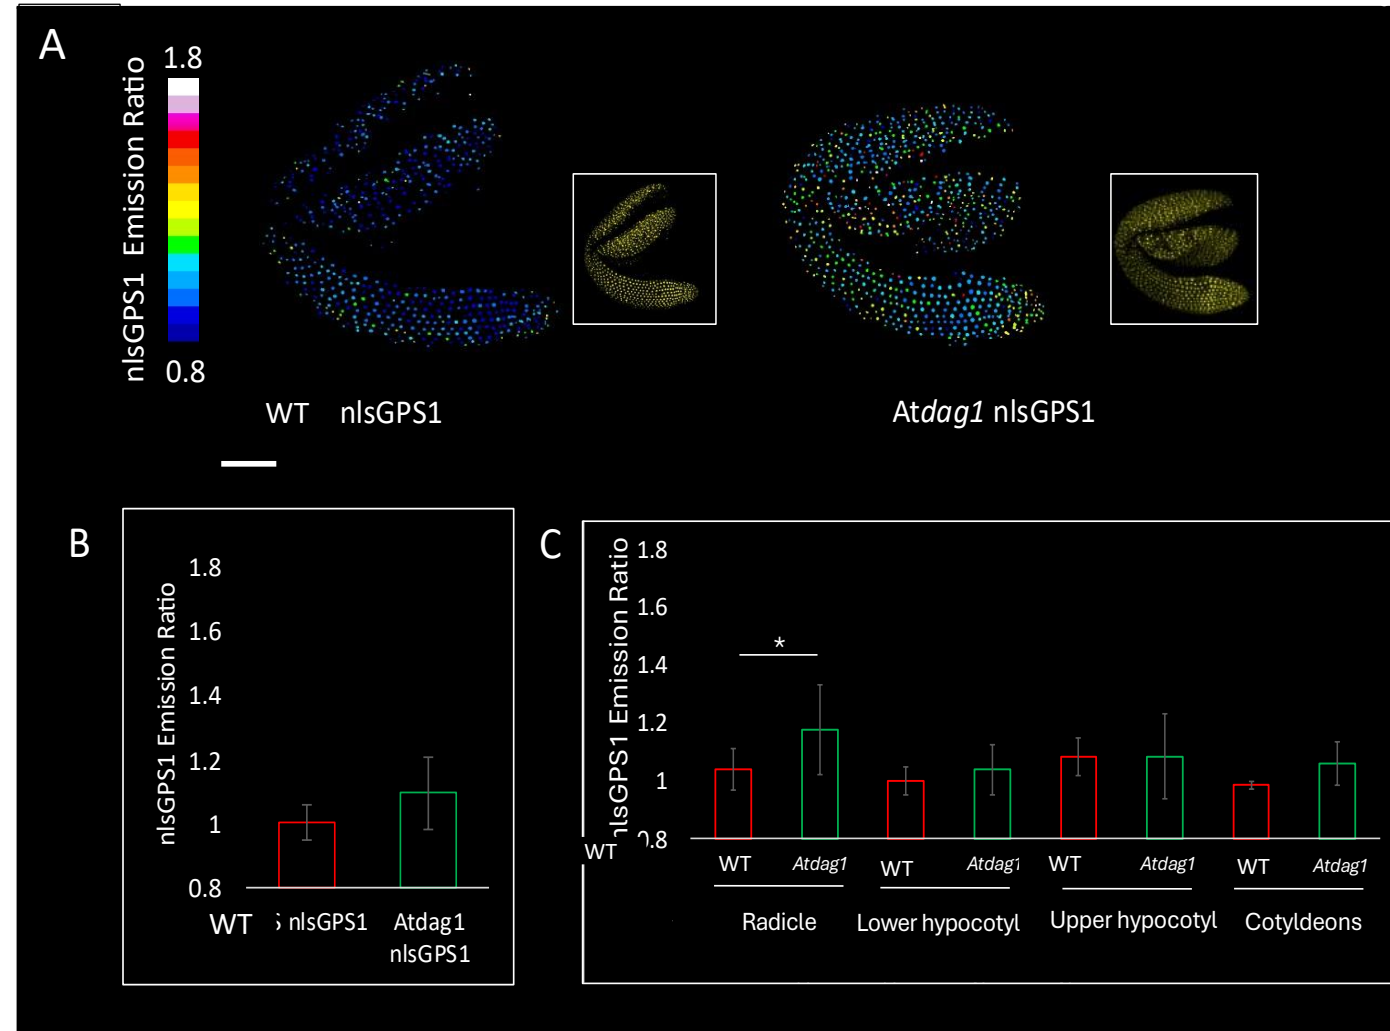 A
nlsGPS1 Emission Ratio
1.8
0.8
WT nlsGPS1
Atdag1 nlsGPS1
B
nlsGPS1 Emission Ratio
1.8
1.6
1.4
1.2
1
0.8
WT nlsGPS1
Atdag1
nlsGPS1
C
nlsGPS1 Emission Ratio
1.8
1.6
1.4
1.2
1
).8
*
WT
WT Atdag1 WT Atdag1 WT Atdag1 WT Atdag1
Radicle Lower hypocotyl Upper hypocotyl Cotyldeons